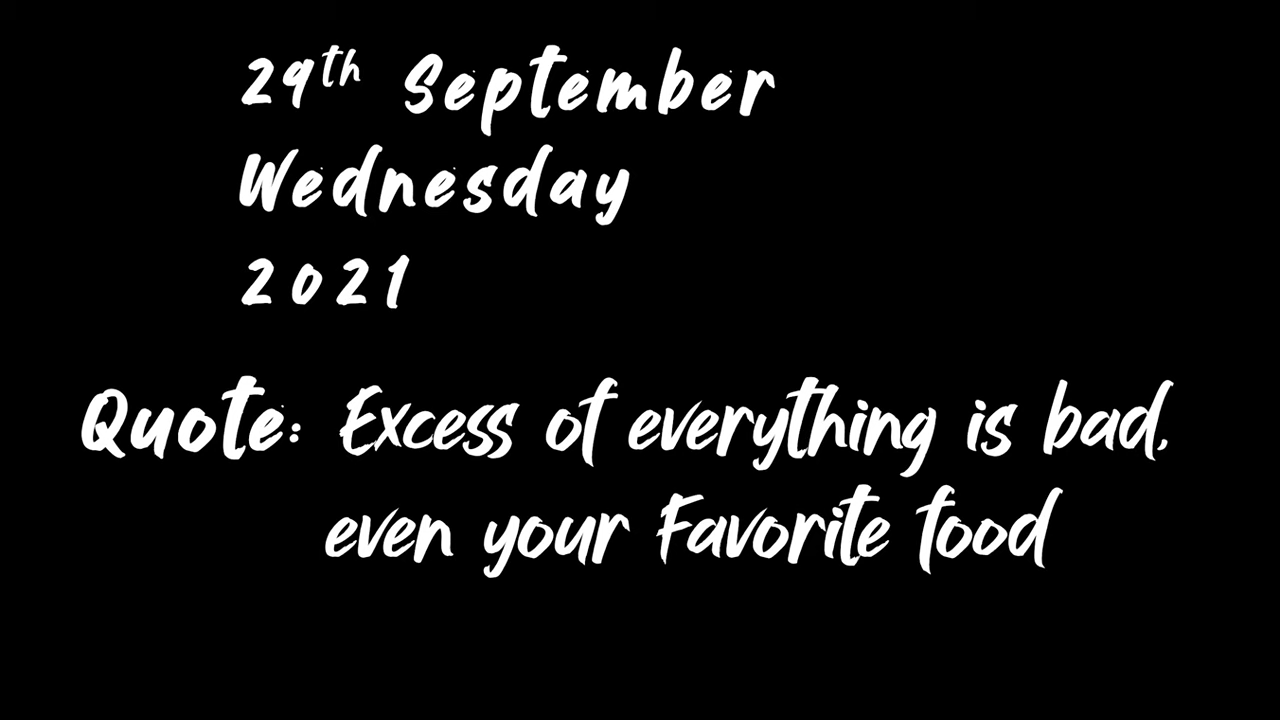 29th September
Wednesday
2021
Quote: Excess of everything is bad,
even your Favorite food